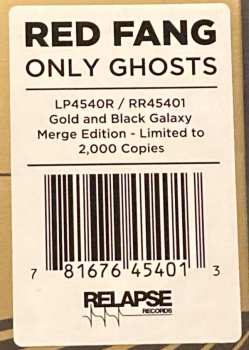 RED FANG
ONLY GHOSTS
LP4540R / RR45401
Gold and Black Galaxy
Merge Edition - Limited to
2,000 Copies
7 81676 45401 3
RELAPSE
RECORDS